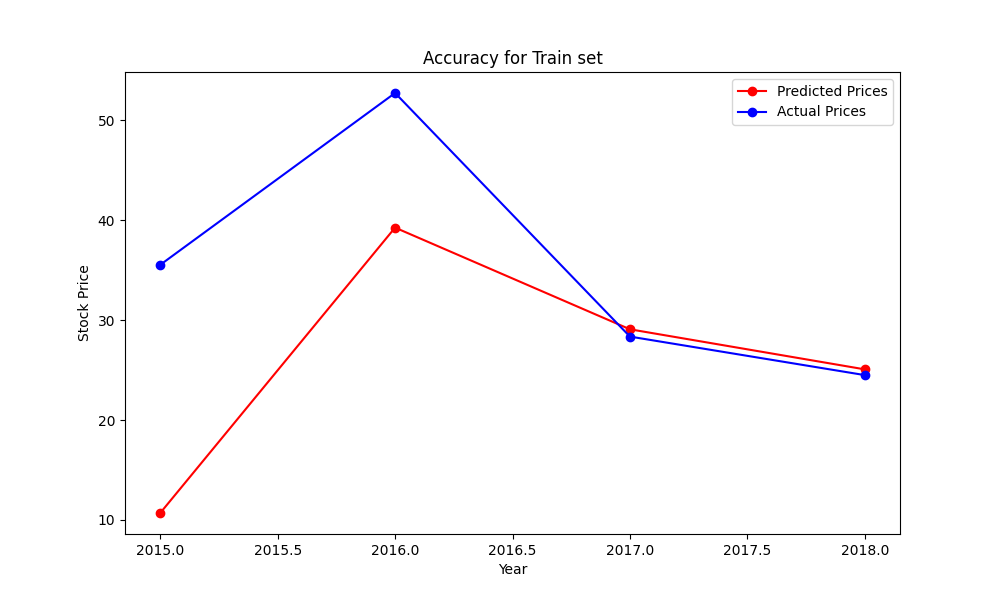 Accuracy for Train set
Predicted Prices
Actual Prices
Stock Price
50
40
30
20
10
2015.0 2015.5 2016.0 2016.5 2017.0 2017.5 2018.0
Year